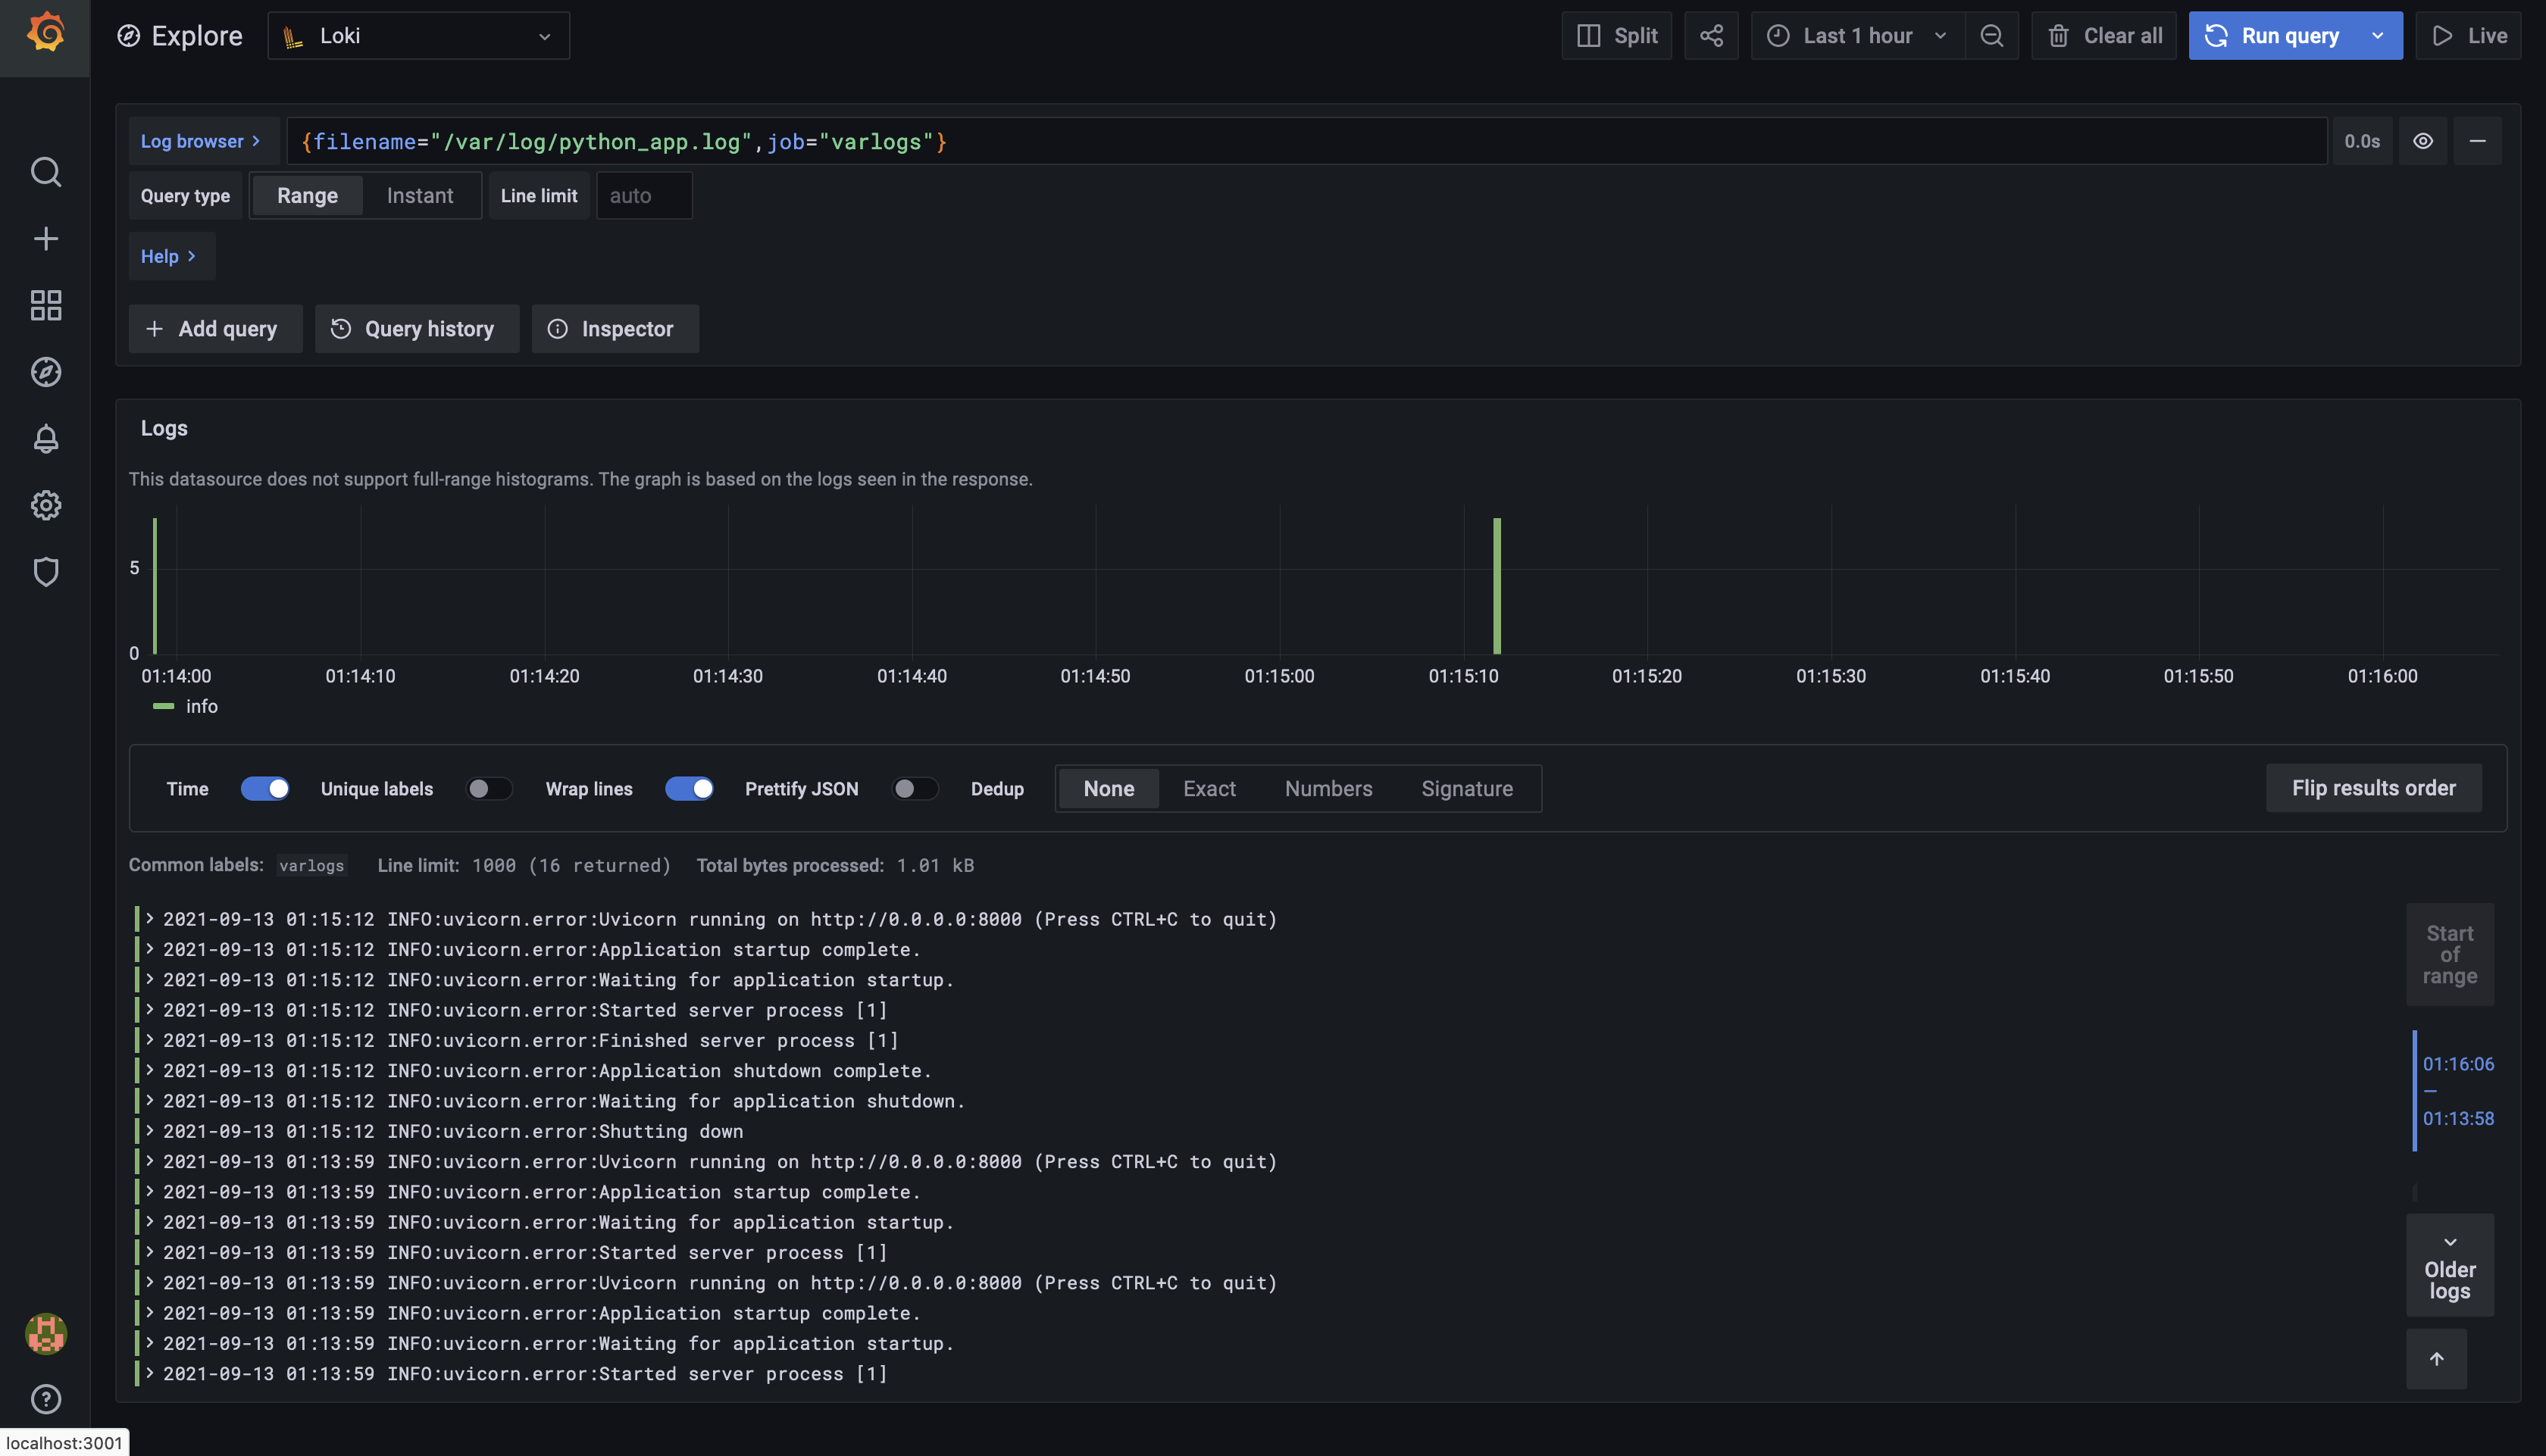 Explore Loki Split Last 1 hour Clear all Run query Live
Log browser {filename="/var/log/python_app.log",job="varlogs"} 0.0s
Query type Range Instant Line limit auto
Help
Add query Query history Inspector
Logs
This datasource does not support full-range histograms. The graph is based on the logs seen in the response.
5
0
01:14:00 01:14:10 01:14:20 01:14:30 01:14:40 01:14:50 01:15:00 01:15:10 01:15:20 01:15:30 01:15:40 01:15:50 01:16:00
info
Time Unique labels Wrap lines Prettify JSON Dedup None Exact Numbers Signature Flip results order
Common labels: varlogs Line limit: 1000 (16 returned) Total bytes processed: 1.01 kB
2021-09-13 01:15:12 INFO:uvicorn.error:Uvicorn running on http://0.0.0.0:8000 (Press CTRL+C to quit)
2021-09-13 01:15:12 INFO:uvicorn.error:Application startup complete.
2021-09-13 01:15:12 INFO:uvicorn.error:Waiting for application startup.
2021-09-13 01:15:12 INFO:uvicorn.error:Started server process [1]
2021-09-13 01:15:12 INFO:uvicorn.error:Finished server process [1]
2021-09-13 01:15:12 INFO:uvicorn.error:Application shutdown complete.
2021-09-13 01:15:12 INFO:uvicorn.error:Waiting for application shutdown.
2021-09-13 01:15:12 INFO:uvicorn.error:Shutting down
2021-09-13 01:13:59 INFO:uvicorn.error:Uvicorn running on http://0.0.0.0:8000 (Press CTRL+C to quit)
2021-09-13 01:13:59 INFO:uvicorn.error:Application startup complete.
2021-09-13 01:13:59 INFO:uvicorn.error:Waiting for application startup.
2021-09-13 01:13:59 INFO:uvicorn.error:Started server process [1]
2021-09-13 01:13:59 INFO:uvicorn.error:Uvicorn running on http://0.0.0.0:8000 (Press CTRL+C to quit)
2021-09-13 01:13:59 INFO:uvicorn.error:Application startup complete.
2021-09-13 01:13:59 INFO:uvicorn.error:Waiting for application startup.
2021-09-13 01:13:59 INFO:uvicorn.error:Started server process [1]
Start
of
range
01:16:06
—
01:13:58
Older
logs
localhost:3001